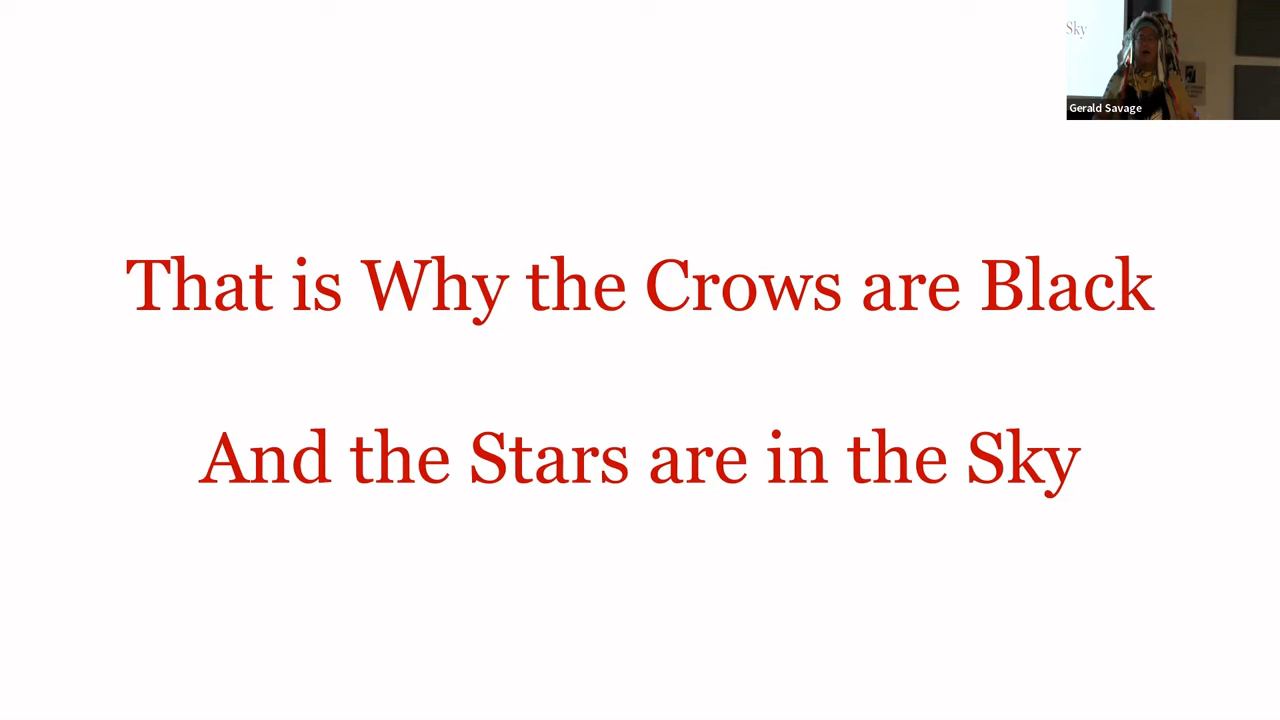 Sky
Gerald Savage
That is Why the Crows are Black
And the Stars are in the Sky